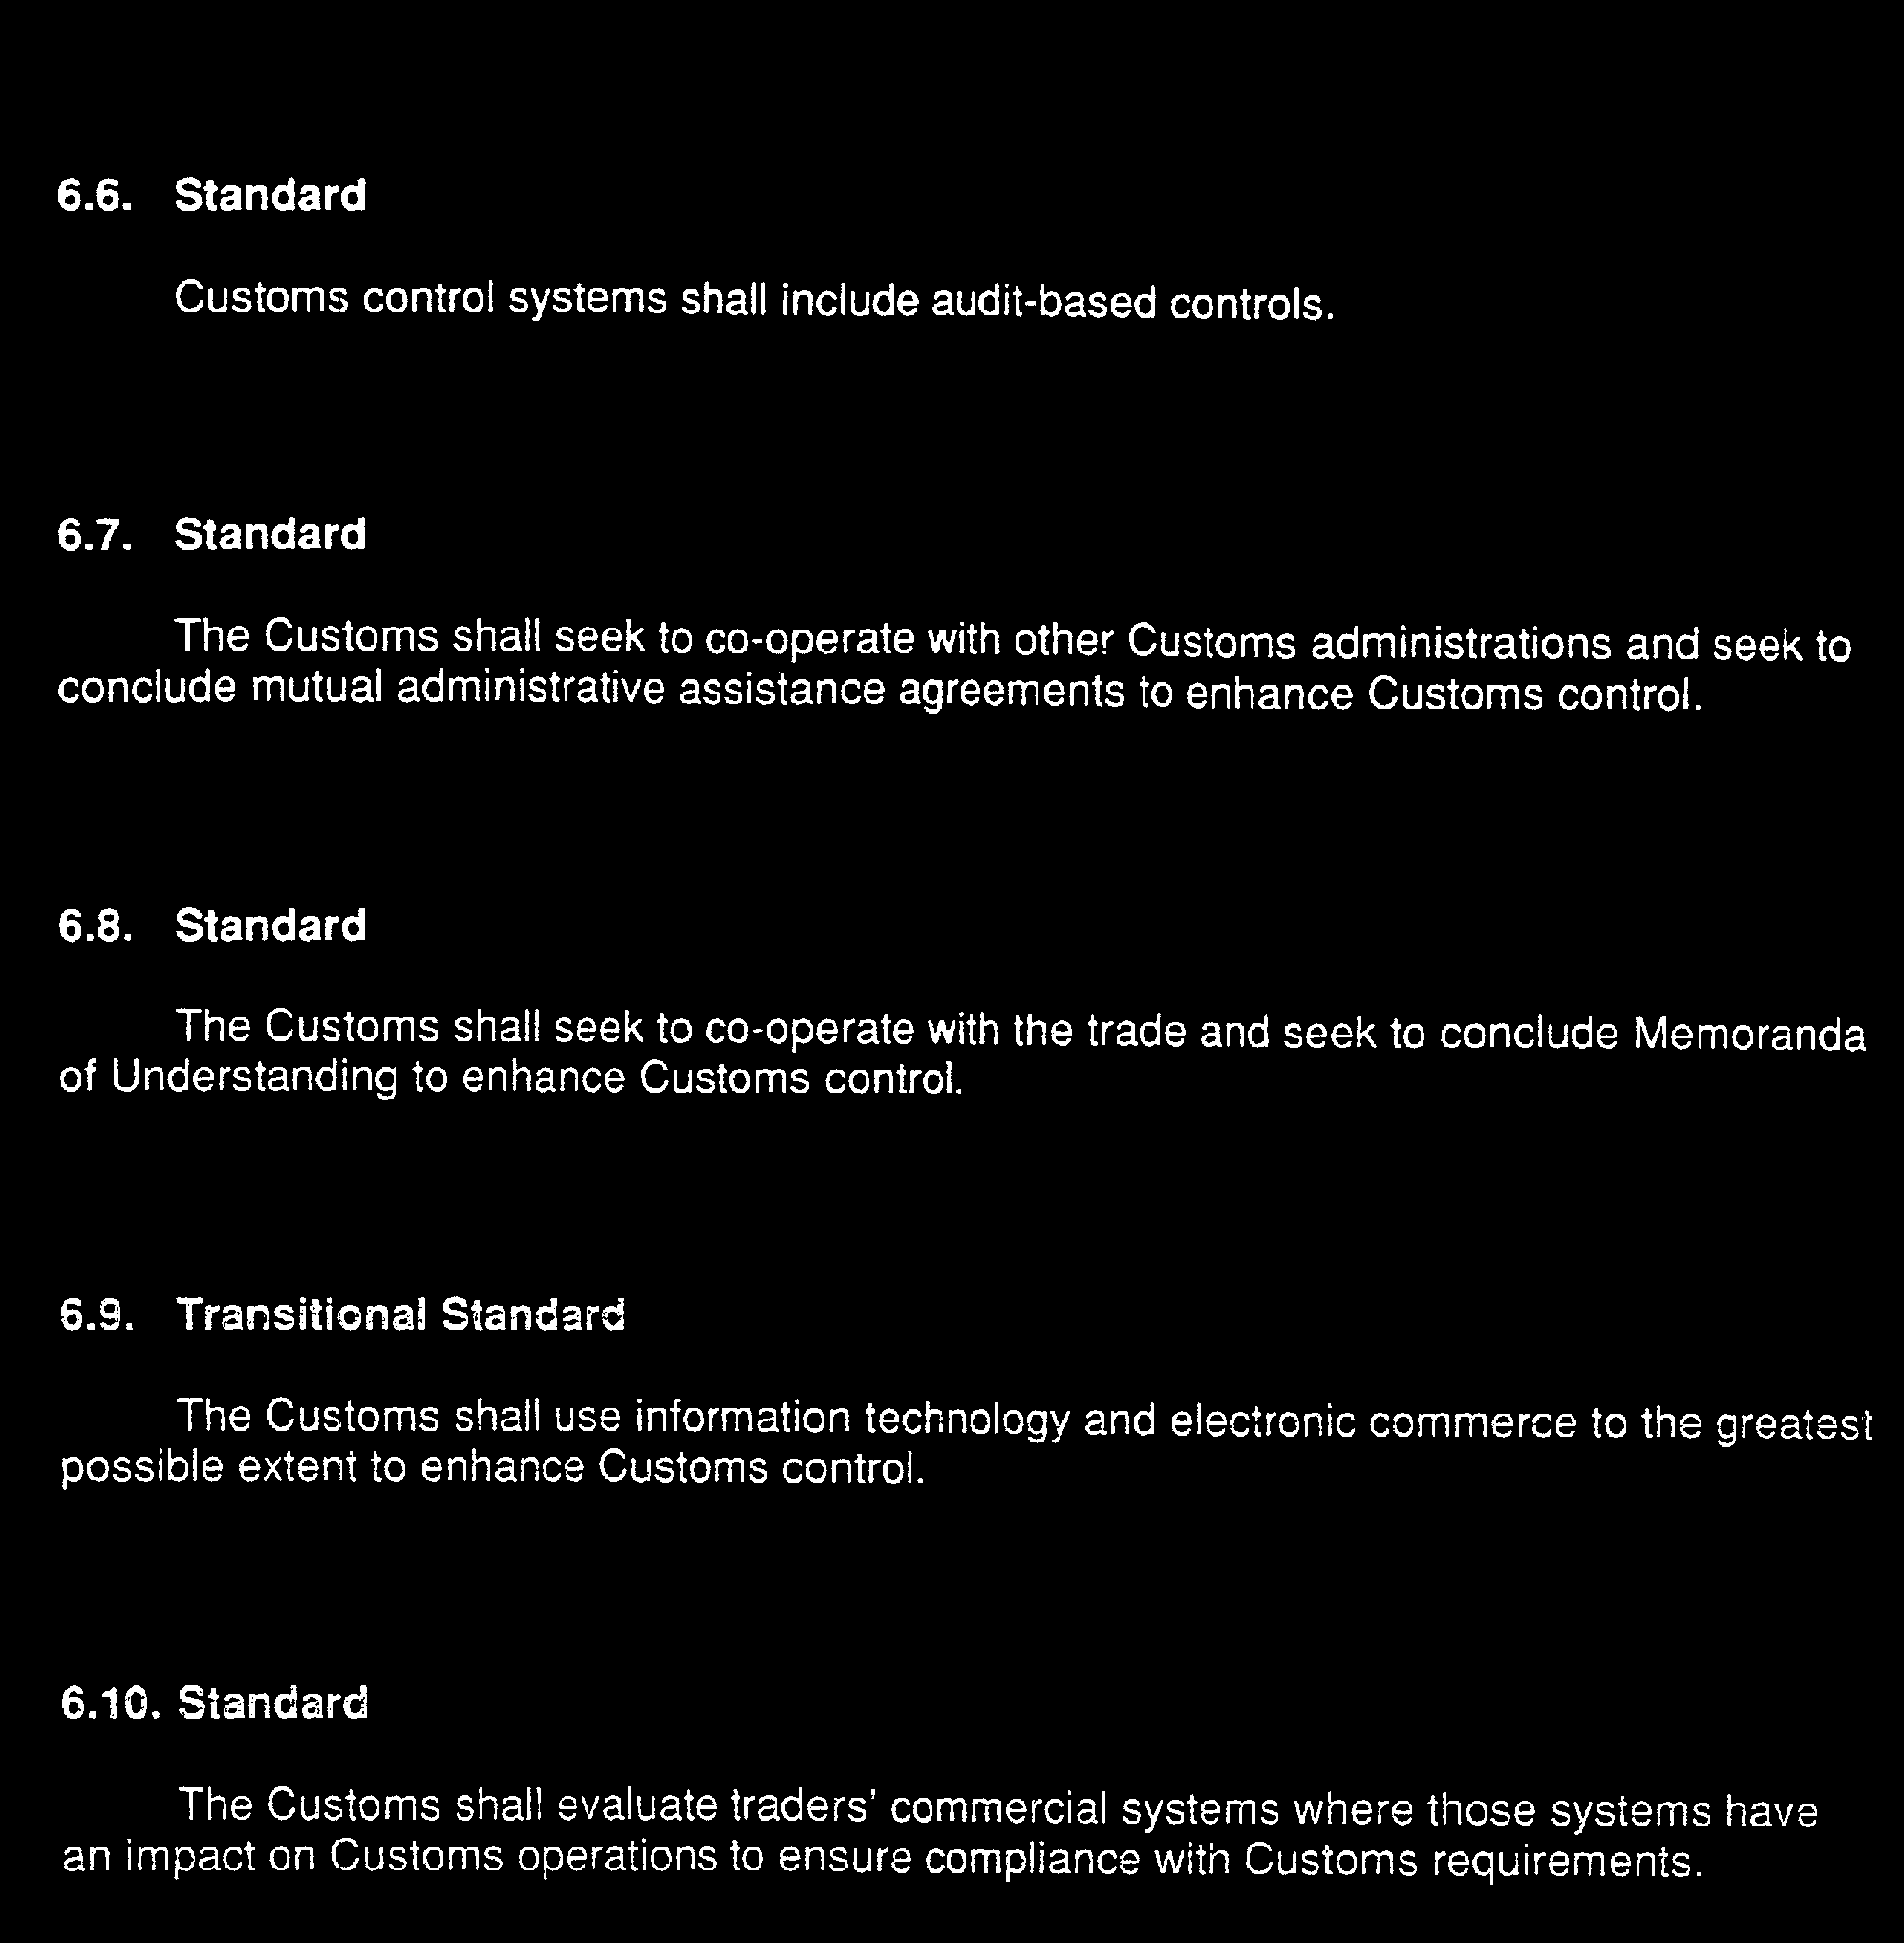 6.6. Standard
Customs control systems shall include audit-based controls.
6.7. Standard
The Customs shall seek to co-operate with other Customs administrations and seek to
conclude mutual administrative assistance agreements to enhance Customs control.
6.8. Standard
The Customs shall seek to co-operate with the trade and seek to conclude Memoranda
of Understanding to enhance Customs control.
6.9. Transitional Standard
The Customs shall use information technology and electronic commerce to the greatest
possible extent to enhance Customs control.
6.10. Standard
The Customs shall evaluate traders' commercial systems where those systems have
an impact on Customs operations to ensure compliance with Customs requirements.